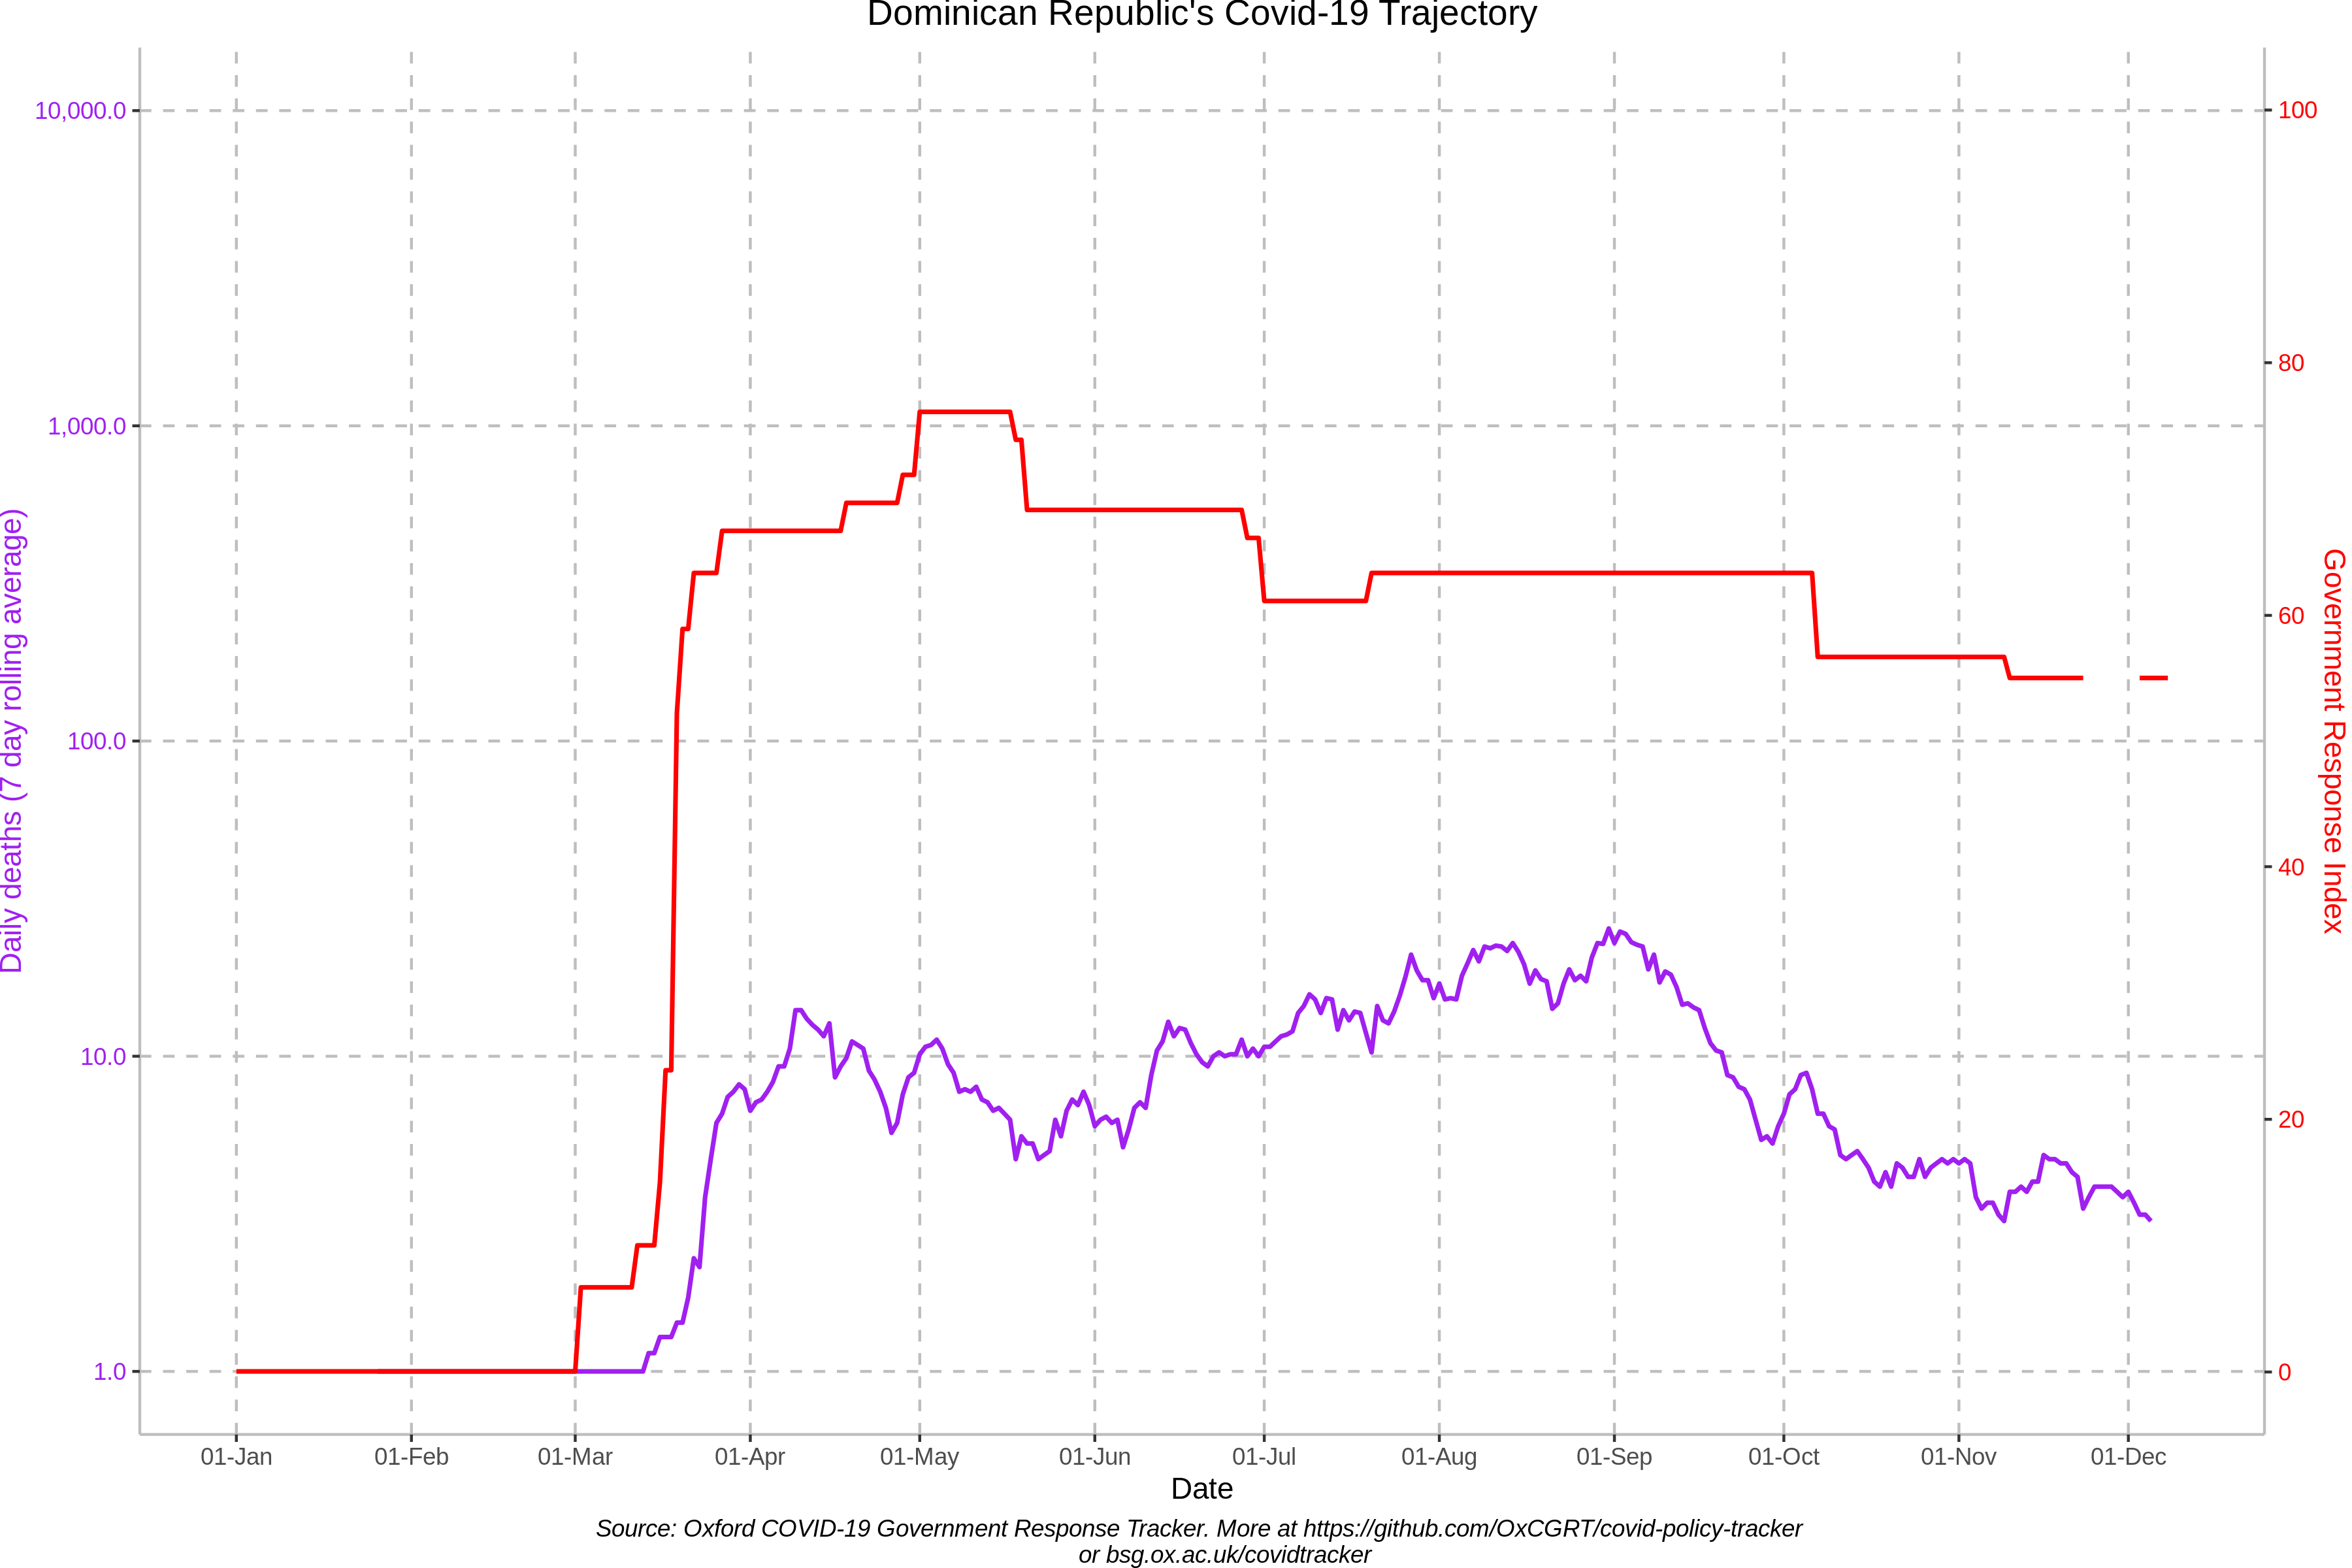 Dominican Republic's Covid-19 Trajectory
10,000.0
1,000.0
100.0
10.0
1.0
Daily deaths (7 day rolling average)
100
80
60
40
20
0
Government Response Index
01-Jan 01-Feb 01-Mar 01-Apr 01-May 01-Jun 01-Jul 01-Aug 01-Sep 01-Oct 01-Nov 01-Dec
Date
Source: Oxford COVID-19 Government Response Tracker. More at https://github.com/OxCGRT/covid-policy-tracker
or bsg.ox.ac.uk/covidtracker